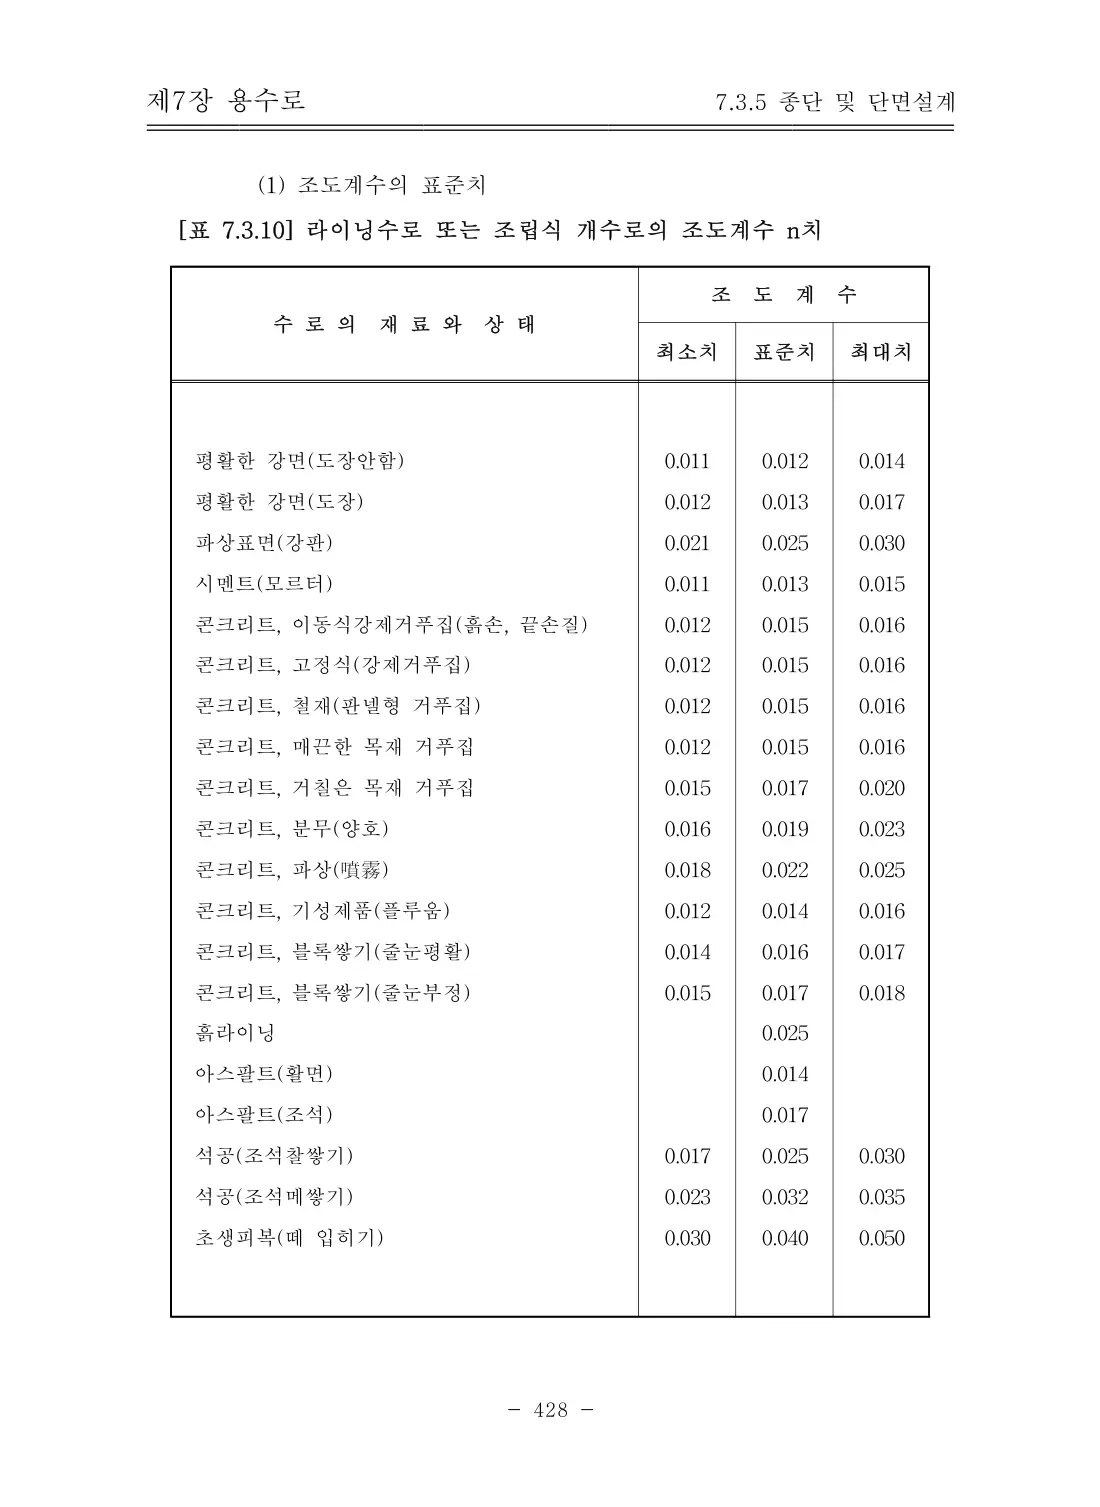 제7장 용수로 7.3.5 종단 및 단면설계
(1) 조도계수의 표준치
[표 7.3.10] 라이닝수로 또는 조립식 개수로의 조도계수 n치
수로의 재료와 상태 조도계수
최소치 표준치 최대치
평활한 강면(도장안함) 0.011 0.012 0.014
평활한 강면(도장) 0.012 0.013 0.017
파상표면(강판) 0.021 0.025 0.030
시멘트(모르터) 0.011 0.013 0.015
콘크리트, 이동식강제거푸집(흙손, 끝손질) 0.012 0.015 0.016
콘크리트, 고정식(강제거푸집) 0.012 0.015 0.016
콘크리트, 철재(판넬형 거푸집) 0.012 0.015 0.016
콘크리트, 매끈한 목재 거푸집 0.012 0.015 0.016
콘크리트, 거칠은 목재 거푸집 0.015 0.017 0.020
콘크리트, 분무(양호) 0.016 0.019 0.023
콘크리트, 파상(噴霧) 0.018 0.022 0.025
콘크리트, 기성제품(플루움) 0.012 0.014 0.016
콘크리트, 블록쌓기(줄눈평활) 0.014 0.016 0.017
콘크리트, 블록쌓기(줄눈부정) 0.015 0.017 0.018
흙라이닝 0.025
아스팔트(활면) 0.014
아스팔트(조석) 0.017
석공(조석찰쌓기) 0.017 0.025 0.030
석공(조석메쌓기) 0.023 0.032 0.035
초생피복(떼 입히기) 0.030 0.040 0.050
- 428 -